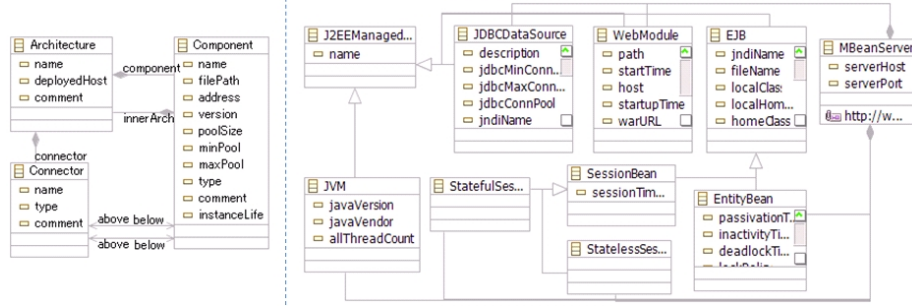 Architecture
name
deployedHost
comment
component
innerArch
connector
Connector
name
type
comment
above below
above below
Component
name
filePath
address
version
poolSize
minPool
maxPool
type
comment
instanceLife
J2EEManaged...
name
JDBCDataSource
description
jdbcMinConn...
jdbcMaxConn...
jdbcConnPool
jndiName
WebModule
path
startTime
host
startupTime
warURL
EJB
jndiName
fileName
localClas:
localHom...
homeClass
MBeanServer
serverHost
serverPort
http://w...
JVM
javaVersion
javaVendor
allThreadCount
StatefulSes...
SessionBean
sessionTim...
StatelessSes...
EntityBean
passivationT...
inactivityTi...
deadlockTi...